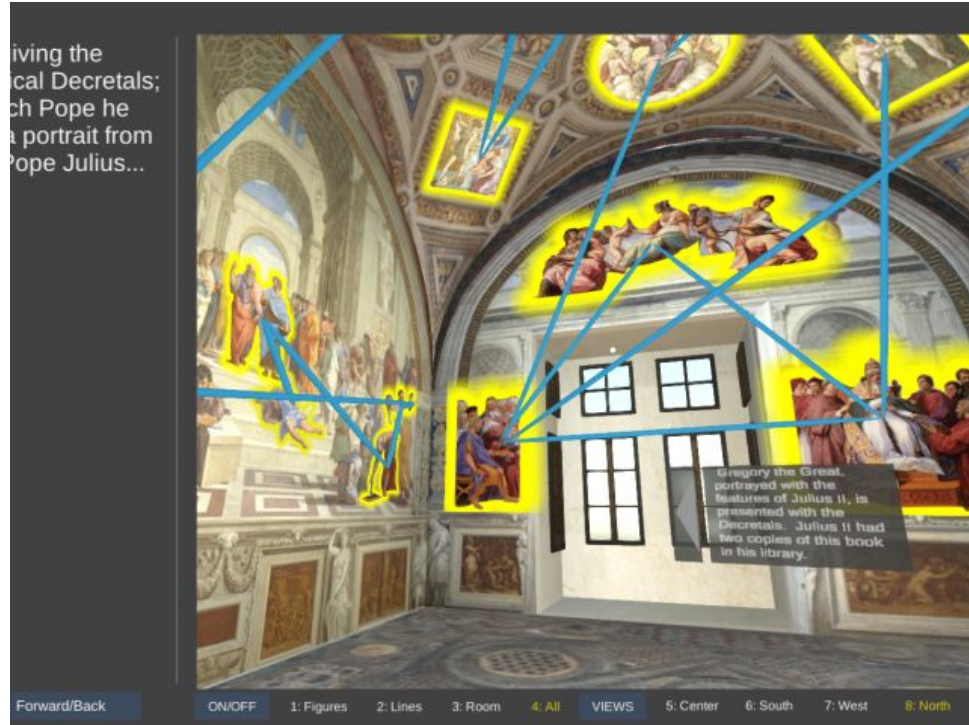 iving the
ical Decretals;
ch Pope he
a portrait from
Pope Julius...
Gregory the Great,
portrayed with the
features of Julius II, is
presented with the
Decretals. Julius II had
two copies of this book
in his library.
Forward/Back ON/OFF 1: Figures 2: Lines 3: Room 4: All VIEWS 5: Center 6: South 7: West 8: North